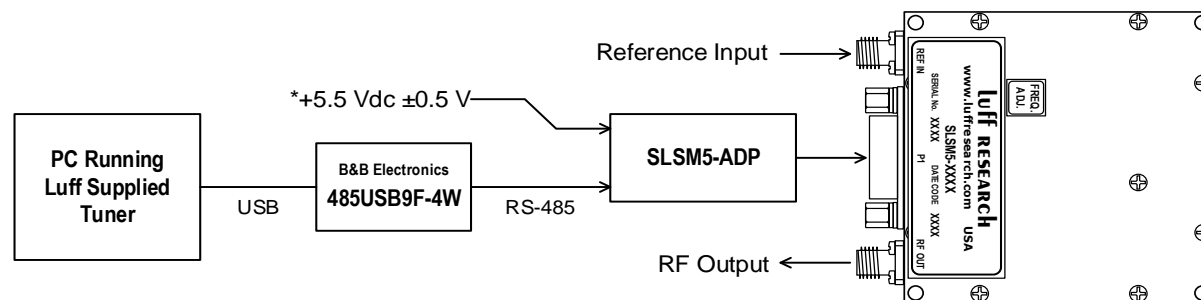 Reference Input
*+5.5 Vdc ±0.5 V
PC Running
Luff Supplied
Tuner
USB
B&B Electronics
485USB9F-4W
RS-485
SLSM5-ADP
RF Output
REF IN
P1
RF OUT
SERIAL No. XXXX
DATE CODE XXXX
luff RESEARCH
www.luffresearch.com USA
SLSM5-XXXX
FREQ.
ADJ.